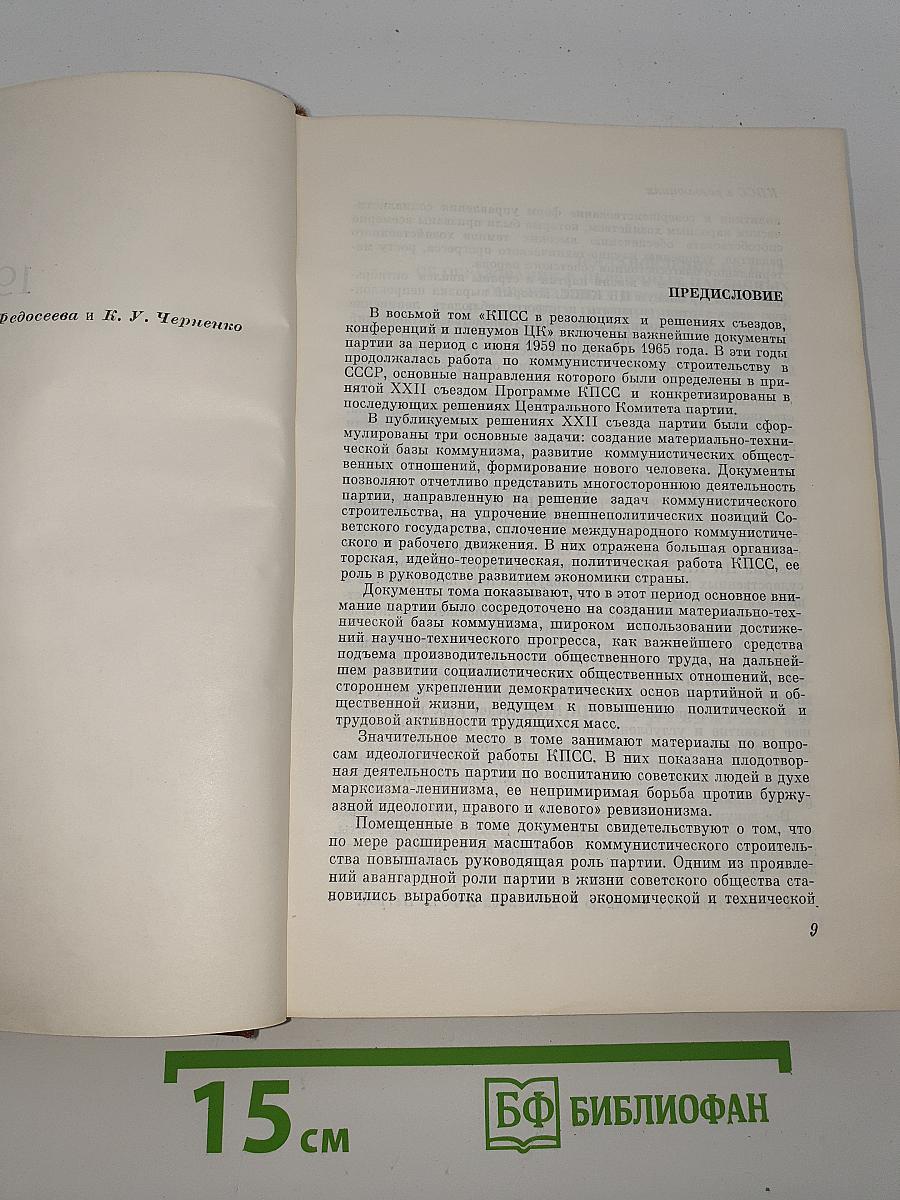 Федосеева и К. У. Черненко
ПРЕДИСЛОВИЕ
В восьмой том «КПСС в резолюциях и решениях съездов,
конференций и пленумов ЦК» включены важнейшие документы
партии за период с июня 1959 по декабрь 1965 года. В эти годы
продолжалась работа по коммунистическому строительству в
СССР, основные направления которого были определены в при-
нятой XXII съездом Программе КПСС и конкретизированы в
последующих решениях Центрального Комитета партии.
В публикуемых решениях XXII съезда партии были сфор-
мулированы три основные задачи: создание материально-техни-
ческой базы коммунизма, развитие коммунистических общест-
венных отношений, формирование нового человека. Документы
позволяют отчетливо представить многостороннюю деятельность
партии, направленную на решение задач коммунистического
строительства, на упрочение внешнеполитических позиций Со-
ветского государства, сплочение международного коммунистиче-
ского и рабочего движения. В них отражена большая организа-
торская, идейно-теоретическая, политическая работа КПСС, ее
роль в руководстве развитием экономики страны.
Документы тома показывают, что в этот период основное вни-
мание партии было сосредоточено на создании материально-тех-
нической базы коммунизма, широком использовании достиже-
ний научно-технического прогресса, как важнейшего средства
подъема производительности общественного труда, на дальней-
шем развитии социалистических общественных отношений, все-
стороннем укреплении демократических основ партийной и об-
щественной жизни, ведущем к повышению политической и
трудовой активности трудящихся масс.
Значительное место в томе занимают материалы по вопро-
сам идеологической работы КПСС. В них показана плодотвор-
ная деятельность партии по воспитанию советских людей в духе
марксизма-ленинизма, ее непримиримая борьба против буржу-
азной идеологии, правого и «левого» ревизионизма.
Помещенные в томе документы свидетельствуют о том, что
по мере расширения масштабов коммунистического строитель-
ства повышалась руководящая роль партии. Одним из проявле-
ний авангардной роли партии в жизни советского общества ста-
новились выработка правильной экономической и технической
9
15 см
БФ БИБЛИОФАН